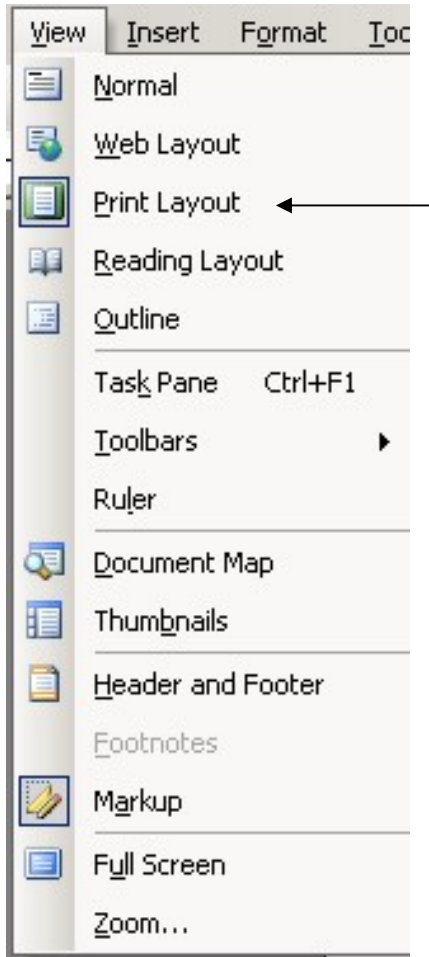 View Insert Format Too
Normal
Web Layout
Print Layout
Reading Layout
Outline
Task Pane Ctrl+F1
Toolbars
Ruler
Document Map
Thumbnails
Header and Footer
Footnotes
Markup
Full Screen
Zoom...